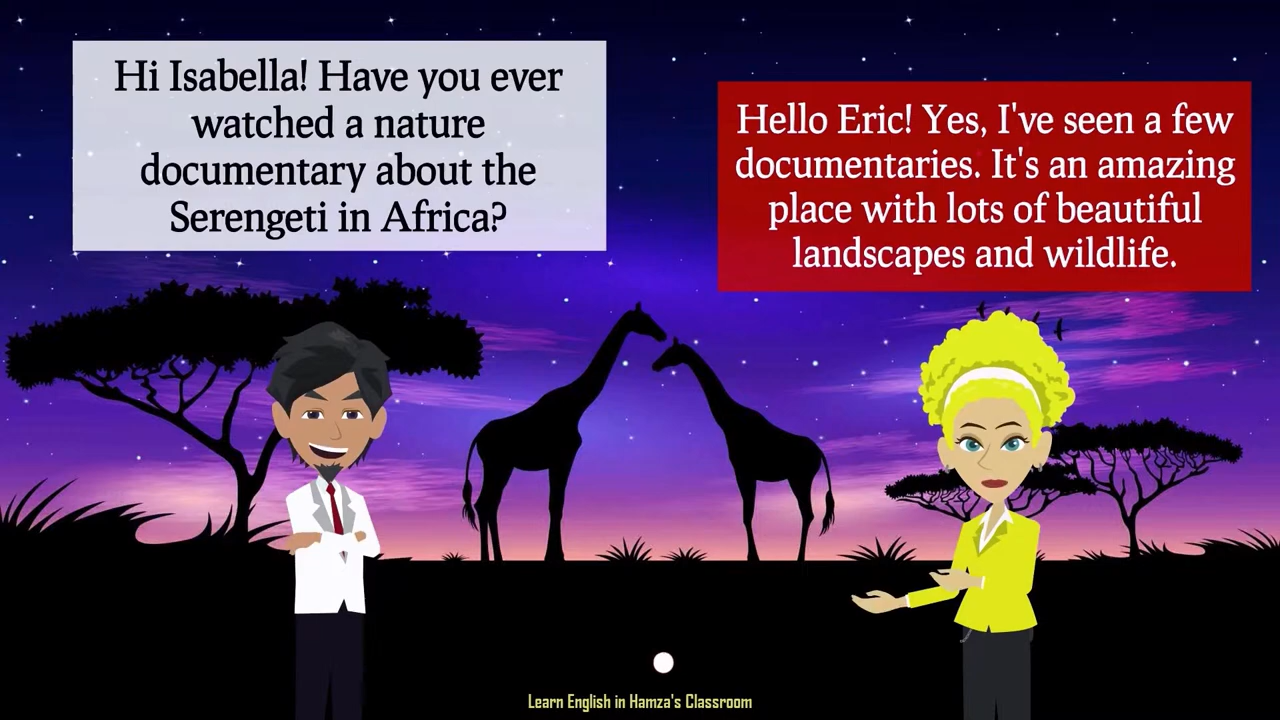 Hi Isabella! Have you ever
watched a nature
documentary about the
Serengeti in Africa?
Hello Eric! Yes, I've seen a few
documentaries. It's an amazing
place with lots of beautiful
landscapes and wildlife.
Learn English in Hamza's Classroom